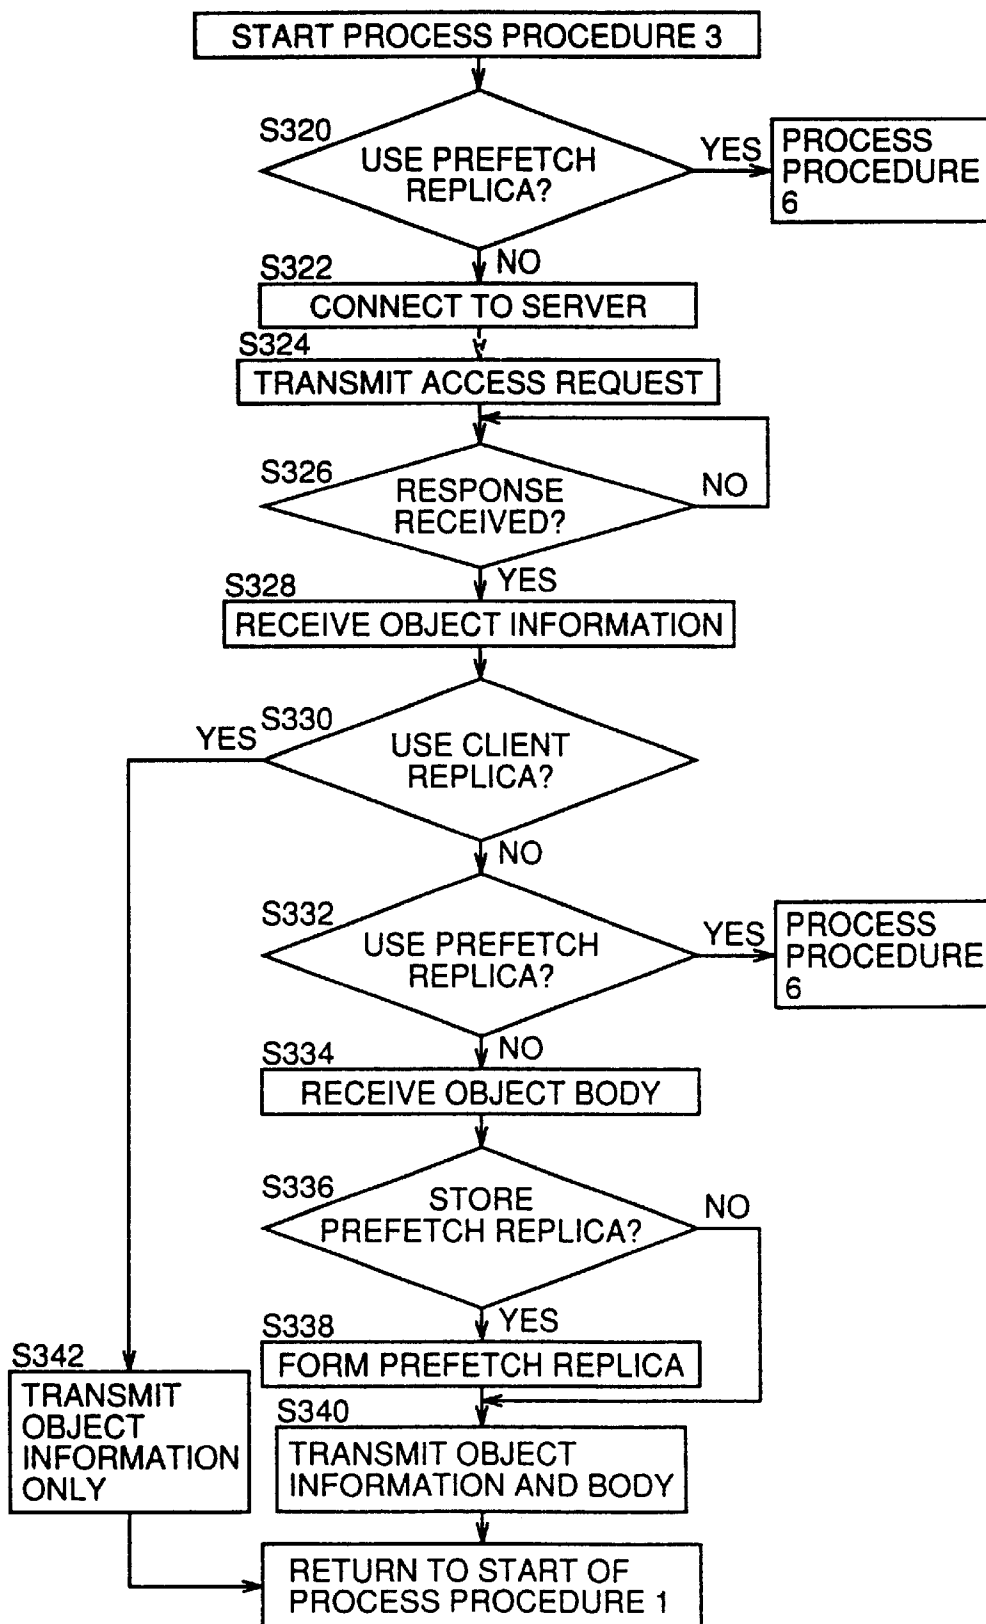 START PROCESS PROCEDURE 3
S320
USE PREFETCH
REPLICA?
YES
PROCESS
PROCEDURE
6
NO
S322
CONNECT TO SERVER
S324
TRANSMIT ACCESS REQUEST
S326
RESPONSE
RECEIVED?
NO
YES
S328
RECEIVE OBJECT INFORMATION
S330
YES
USE CLIENT
REPLICA?
NO
S332
USE PREFETCH
REPLICA?
YES
PROCESS
PROCEDURE
6
NO
S334
RECEIVE OBJECT BODY
S336
STORE
PREFETCH REPLICA?
NO
YES
S338
FORM PREFETCH REPLICA
S342
TRANSMIT
OBJECT
INFORMATION
ONLY
S340
TRANSMIT OBJECT
INFORMATION AND BODY
RETURN TO START OF
PROCESS PROCEDURE 1